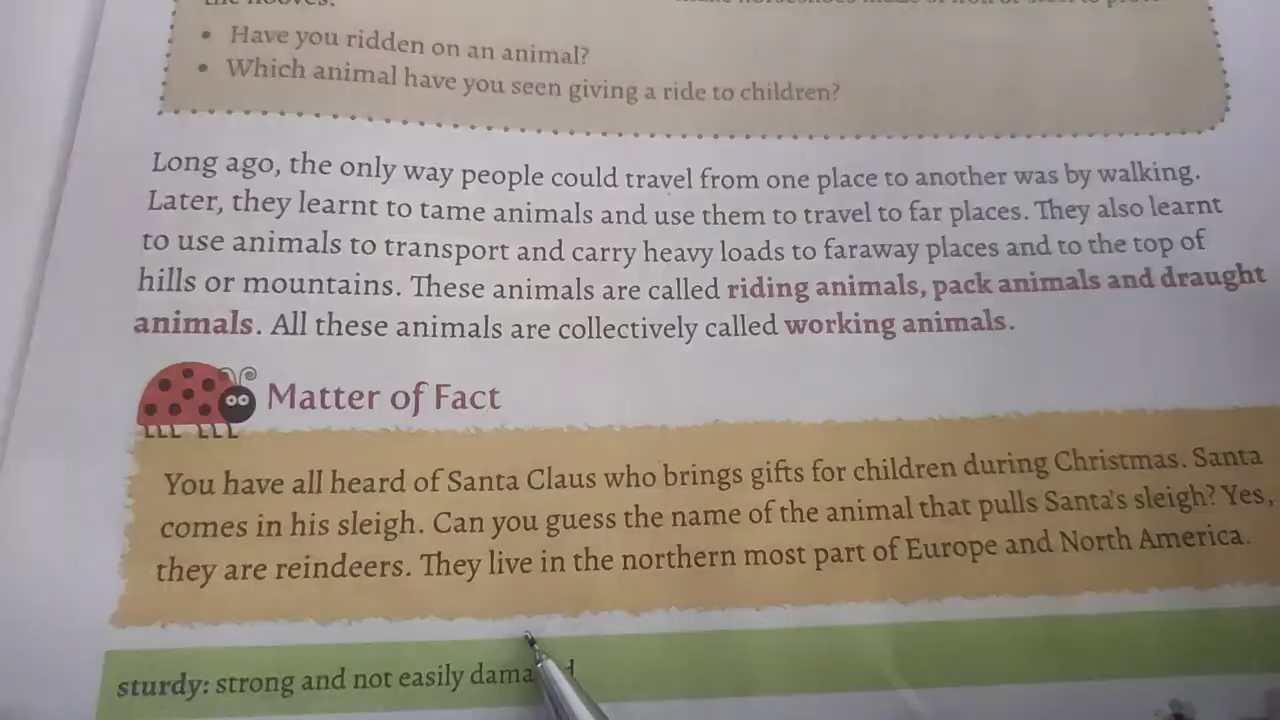 • Have you ridden on an animal?
• Which animal have you seen giving a ride to children?
Long ago, the only way people could travel from one place to another was by walking.
Later, they learnt to tame animals and use them to travel to far places. They also learnt
to use animals to transport and carry heavy loads to faraway places and to the top of
hills or mountains. These animals are called riding animals, pack animals and draught
animals. All these animals are collectively called working animals.
Matter of Fact
You have all heard of Santa Claus who brings gifts for children during Christmas. Santa
comes in his sleigh. Can you guess the name of the animal that pulls Santa's sleigh? Yes,
they are reindeers. They live in the northern most part of Europe and North America.
sturdy: strong and not easily